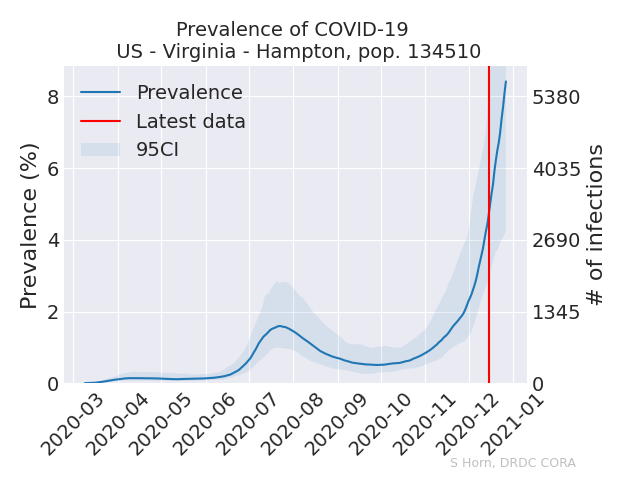 Prevalence of COVID-19
US - Virginia - Hampton, pop. 134510
Prevalence
Latest data
95CI
Prevalence (%)
8
6
4
2
0
5380
4035
2690
1345
0
# of infections
2020-03
2020-04
2020-05
2020-06
2020-07
2020-08
2020-09
2020-10
2020-11
2020-12
2021-01
S Horn, DRDC CORA